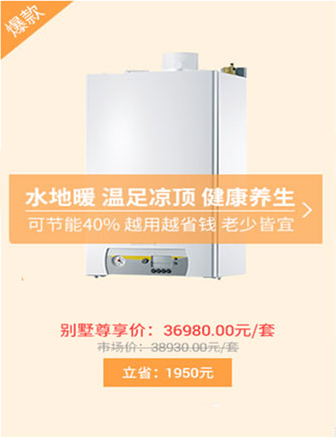 爆款
水地暖 温足凉顶 健康养生
可节能40% 越用越省钱 老少皆宜
别墅尊享价：36980.00元/套
市场价：38930.00元/套
立省：1950元